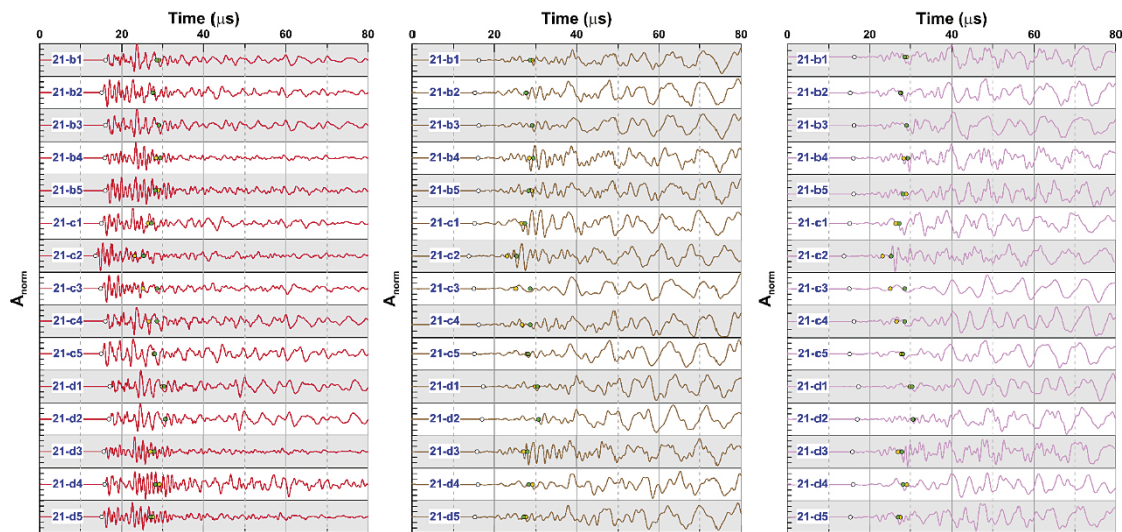 Time (μs) Time (μs) Time (μs)
0 20 40 60 80 0 20 40 60 80 0 20 40 60 80
21-b1 21-b1 21-b1
21-b2 21-b2 21-b2
21-b3 21-b3 21-b3
21-b4 21-b4 21-b4
21-b5 21-b5 21-b5
21-c1 21-c1 21-c1
21-c2 21-c2 21-c2
21-c3 21-c3 21-c3
21-c4 21-c4 21-c4
21-c5 21-c5 21-c5
21-d1 21-d1 21-d1
21-d2 21-d2 21-d2
21-d3 21-d3 21-d3
21-d4 21-d4 21-d4
21-d5 21-d5 21-d5
Anorm Anorm Anorm